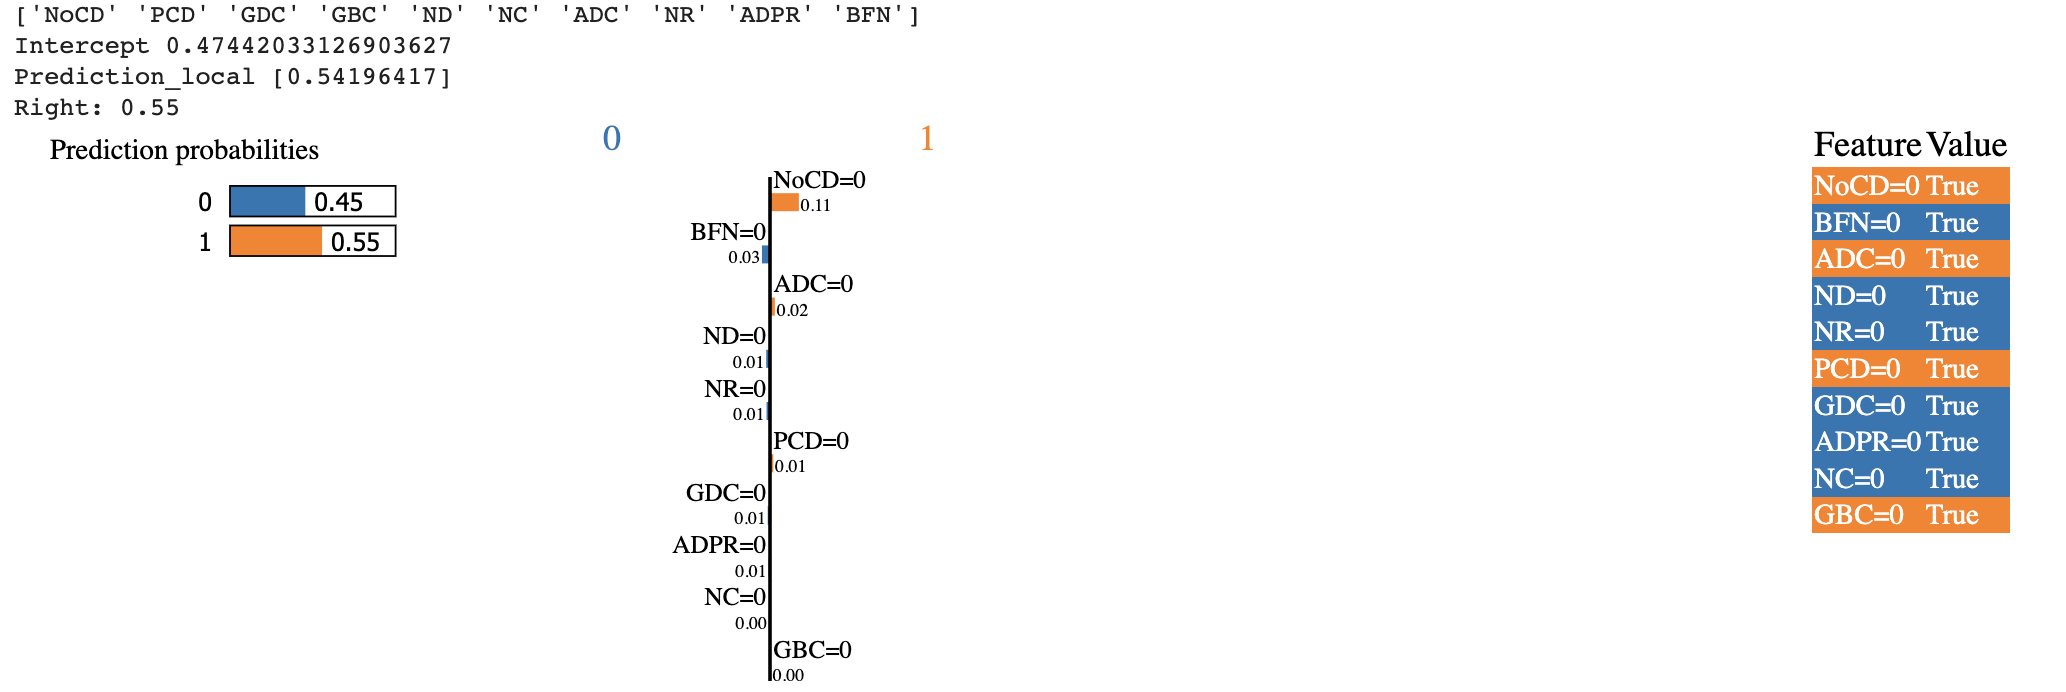 ['NoCD' 'PCD' 'GDC' 'GBC' 'ND' 'NC' 'ADC' 'NR' 'ADPR' 'BFN']
Intercept 0.47442033126903627
Prediction_local [0.54196417]
Right: 0.55
Prediction probabilities
0 0.45
1 0.55
0 1
NoCD=0
0.11
BFN=0
0.03
ADC=0
0.02
ND=0
0.01
NR=0
0.01
PCD=0
0.01
GDC=0
0.01
ADPR=0
0.01
NC=0
0.00
GBC=0
0.00
Feature Value
NoCD=0 True
BFN=0 True
ADC=0 True
ND=0 True
NR=0 True
PCD=0 True
GDC=0 True
ADPR=0 True
NC=0 True
GBC=0 True